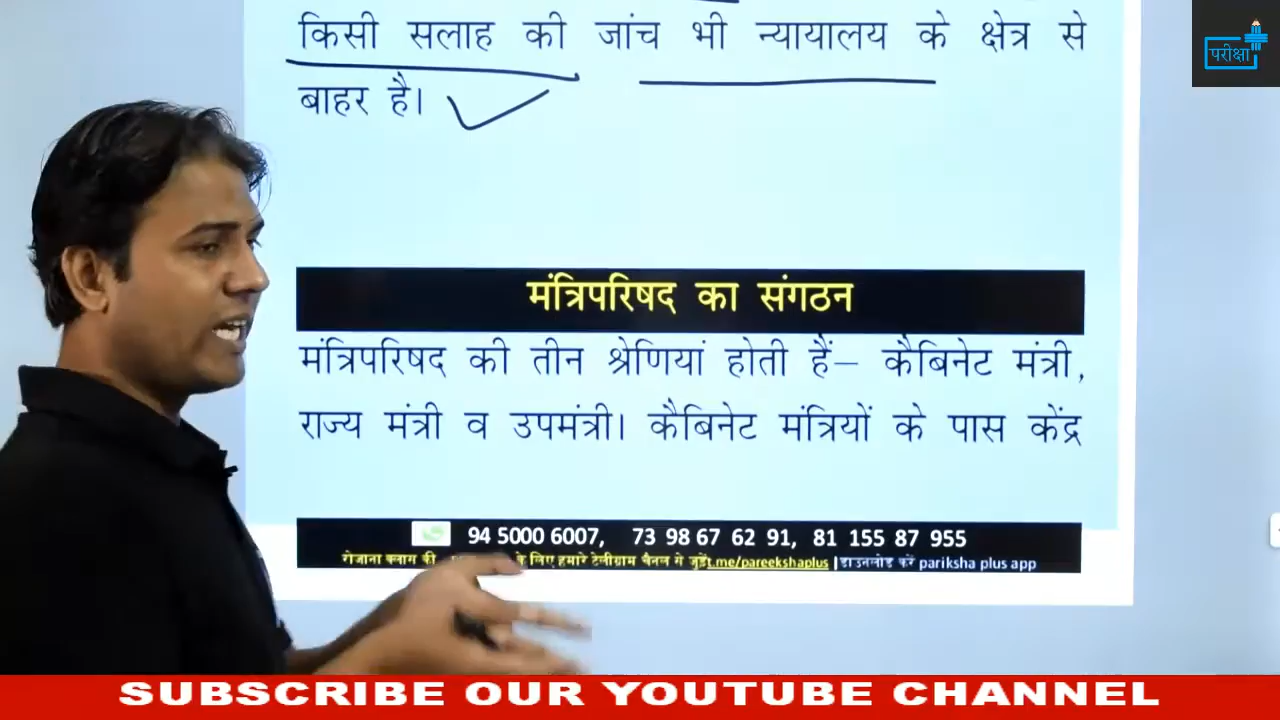 किसी सलाह की जांच भी न्यायालय के क्षेत्र से
परीक्षा
बाहर है।
मंत्रिपरिषद का संगठन
मंत्रिपरिषद की तीन श्रेणियां होती हैं– कैबिनेट मंत्री,
राज्य मंत्री व उपमंत्री। कैबिनेट मंत्रियों के पास केंद्र
94 5000 6007, 73 98 67 62 91, 81 155 87 955
रोजाना क्लास की के लिए हमारे टेलीग्राम चैनल से जुड़ें t.me/pareekshaplus | डाउनलोड करें pariksha plus app
SUBSCRIBE OUR YOUTUBE CHANNEL